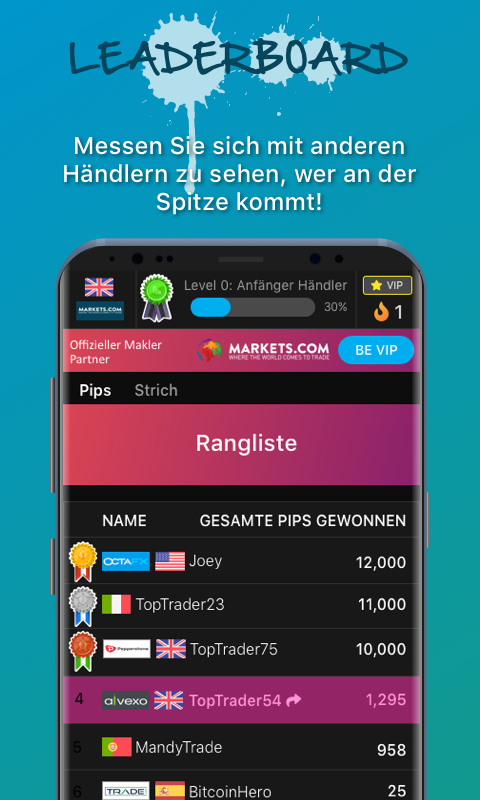 LEADERBOARD
Messen Sie sich mit anderen
Händlern zu sehen, wer an der
Spitze kommt!
Level 0: Anfänger Händler
VIP
MARKETS.COM
30%
1
Offizieller Makler
Partner
MARKETS.COM
WHERE THE WORLD COMES TO TRADE
BE VIP
Pips Strich
Rangliste
NAME GESAMTE PIPS GEWONNEN
OCTAFX Joey 12,000
TopTrader23 11,000
Pepperstone TopTrader75 10,000
4 alvexo TopTrader54 1,295
5 MandyTrade 958
6 TRADE BitcoinHero 25